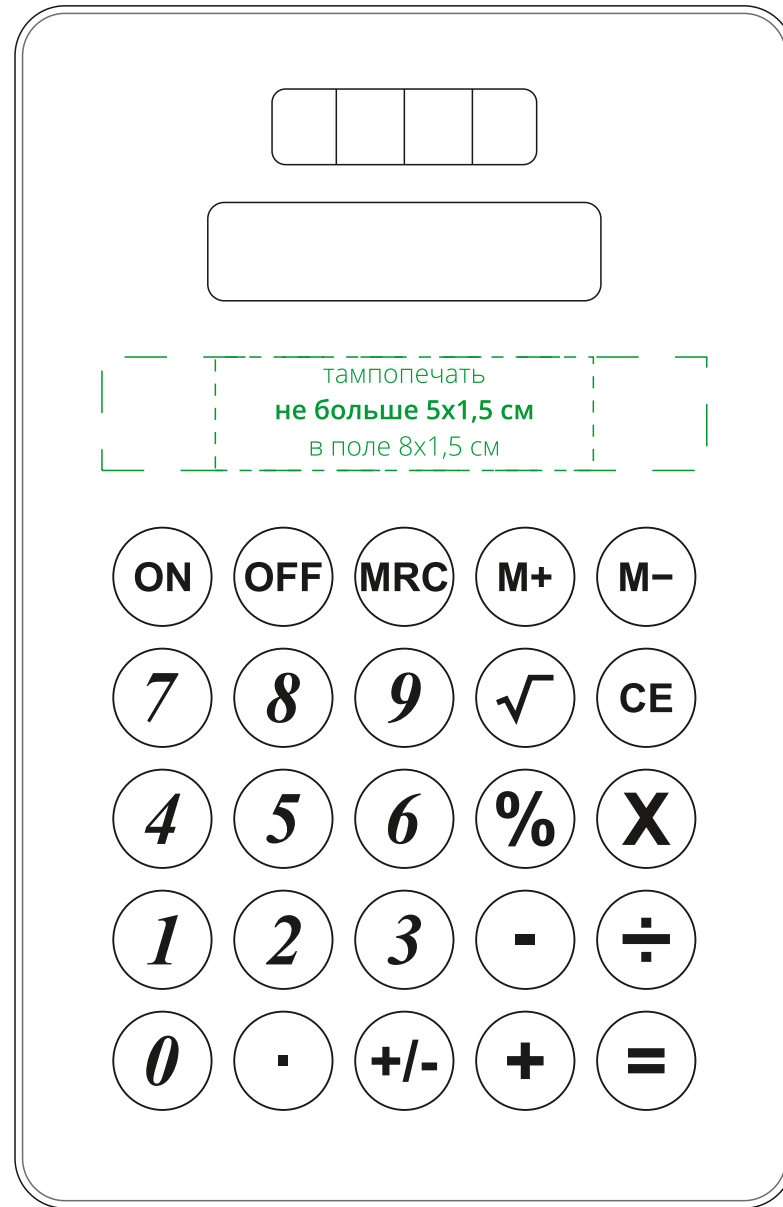 тампопечать
не больше 5х1,5 см
в поле 8х1,5 см
ON OFF MRC M+ M−
7 8 9 √ CE
4 5 6 % X
1 2 3 - ÷
0 . +/- + =